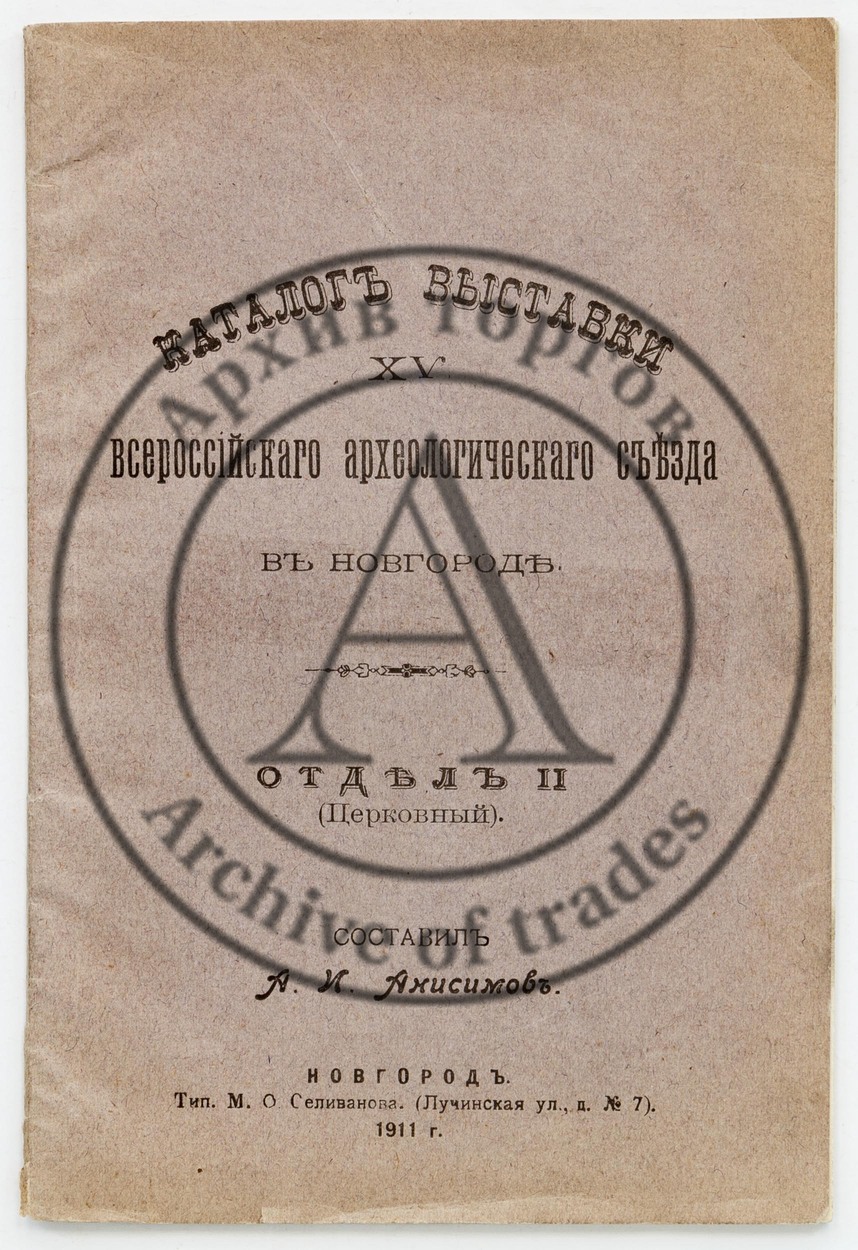 КАТАЛОГЪ ВЫСТАВКИ
XV
всероссійскаго археологическаго съѣзда
ВЪ НОВГОРОДѢ.
ОТДѢЛЪ II
(Церковный).
СОСТАВИЛЪ
А. И. Анисимовъ.
НОВГОРОДЪ.
Тип. М. О. Селиванова. (Лучинская ул., д. № 7).
1911 г.
Архив торгов
А
Archive of trades